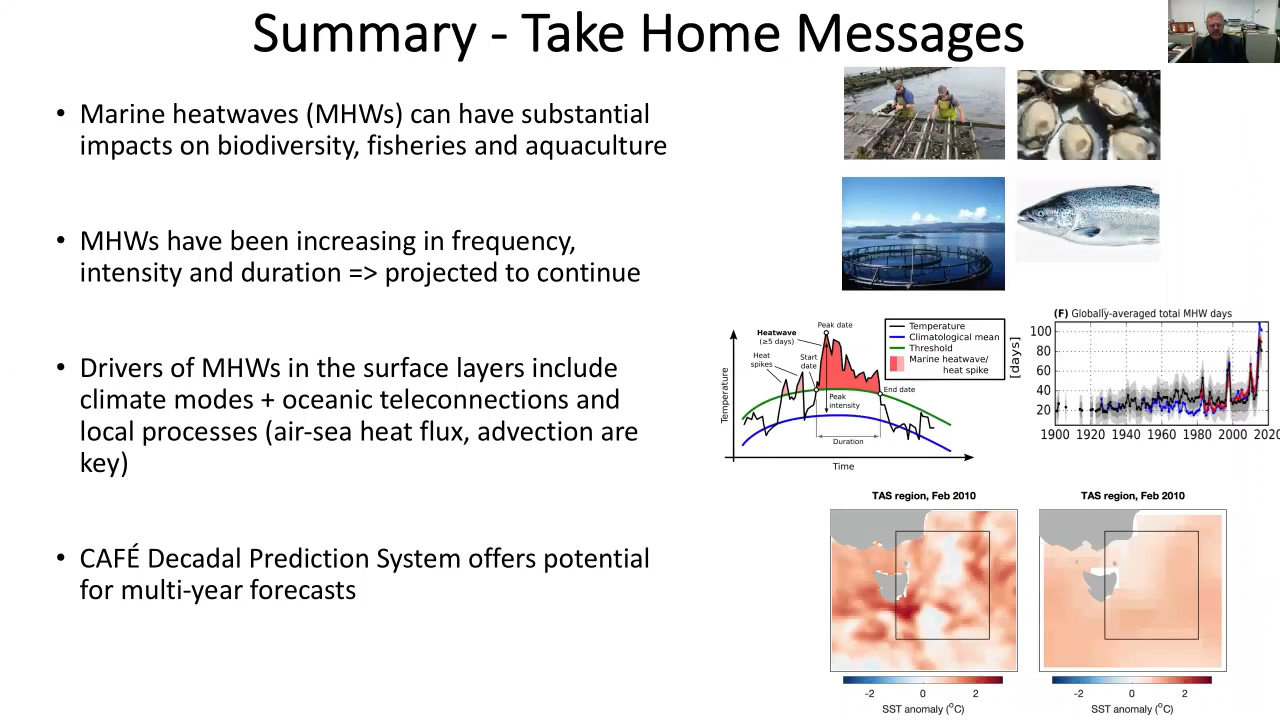 Summary - Take Home Messages
• Marine heatwaves (MHWs) can have substantial
impacts on biodiversity, fisheries and aquaculture
• MHWs have been increasing in frequency,
intensity and duration => projected to continue
• Drivers of MHWs in the surface layers include
climate modes + oceanic teleconnections and
local processes (air-sea heat flux, advection are
key)
• CAFÉ Decadal Prediction System offers potential
for multi-year forecasts
Peak date
Heatwave
(≥5 days)
Heat
spikes
Start
date
Temperature
Climatological mean
Threshold
Marine heatwave/
heat spike
End date
Peak
intensity
Duration
Temperature
Time
(F) Globally-averaged total MHW days
[days]
100
80
60
40
20
1900 1920 1940 1960 1980 2000 2020
TAS region, Feb 2010
-2 0 2
SST anomaly (°C)
TAS region, Feb 2010
-2 0 2
SST anomaly (°C)